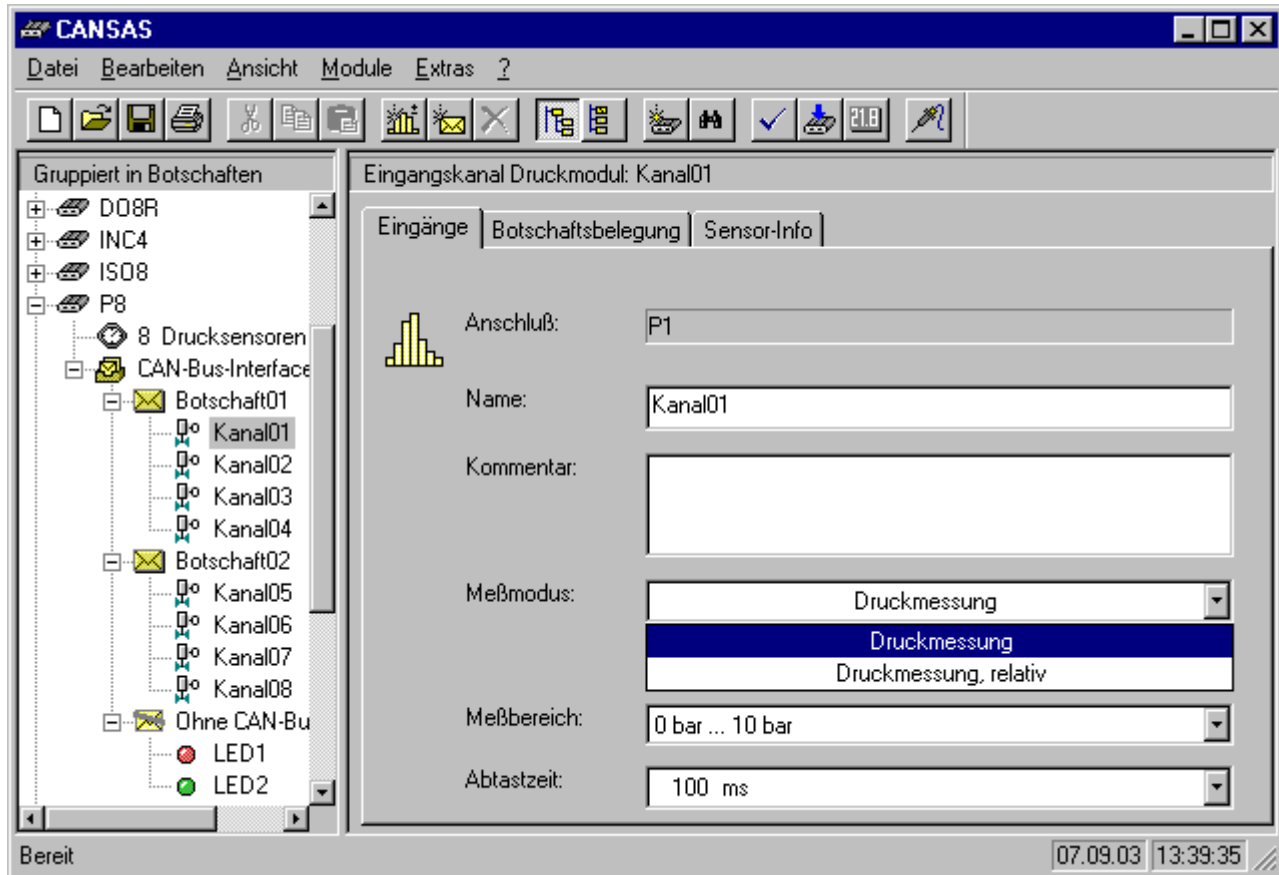 CANSAS
Datei Bearbeiten Ansicht Module Extras ?
Gruppiert in Botschaften
DO8R
INC4
ISO8
P8
8 Drucksensoren
CAN-Bus-Interface
Botschaft01
Kanal01
Kanal02
Kanal03
Kanal04
Botschaft02
Kanal05
Kanal06
Kanal07
Kanal08
Ohne CAN-Bu
LED1
LED2
Eingangskanal Druckmodul: Kanal01
Eingänge Botschaftsbelegung Sensor-Info
Anschluß: P1
Name: Kanal01
Kommentar:
Meßmodus: Druckmessung
Druckmessung
Druckmessung, relativ
Meßbereich: 0 bar ... 10 bar
Abtastzeit: 100 ms
Bereit 07.09.03 13:39:35